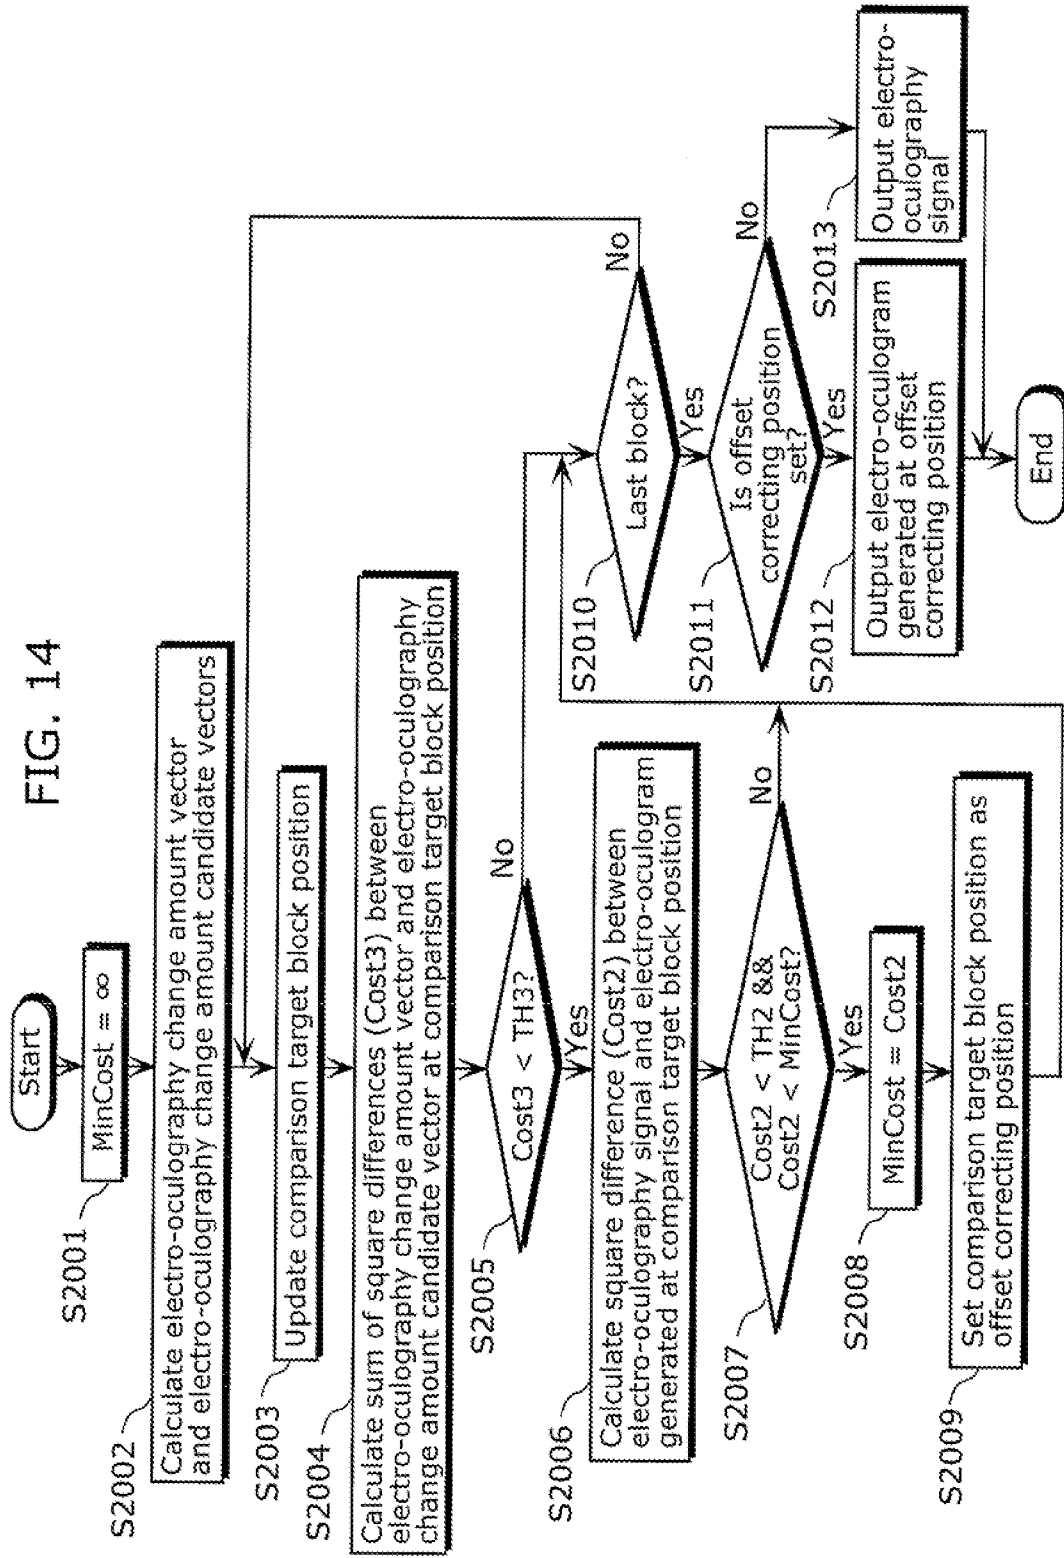 FIG. 14
Start
S2001
MinCost = ∞
S2002
Calculate electro-oculography change amount vector
and electro-oculography change amount candidate vectors
S2003
Update comparison target block position
S2004
Calculate sum of square differences (Cost3) between
electro-oculography change amount vector and electro-oculography
change amount candidate vector at comparison target block position
S2005
Cost3 < TH3?
No
Yes
S2006
Calculate square difference (Cost2) between
electro-oculography signal and electro-oculogram
generated at comparison target block position
S2007
Cost2 < TH2 &&
Cost2 < MinCost?
No
Yes
S2008
MinCost = Cost2
S2009
Set comparison target block position as
offset correcting position
S2010
Last block?
No
Yes
S2011
Is offset
correcting position
set?
No
Yes
S2012
Output electro-oculogram
generated at offset
correcting position
S2013
Output electro-
oculography
signal
End